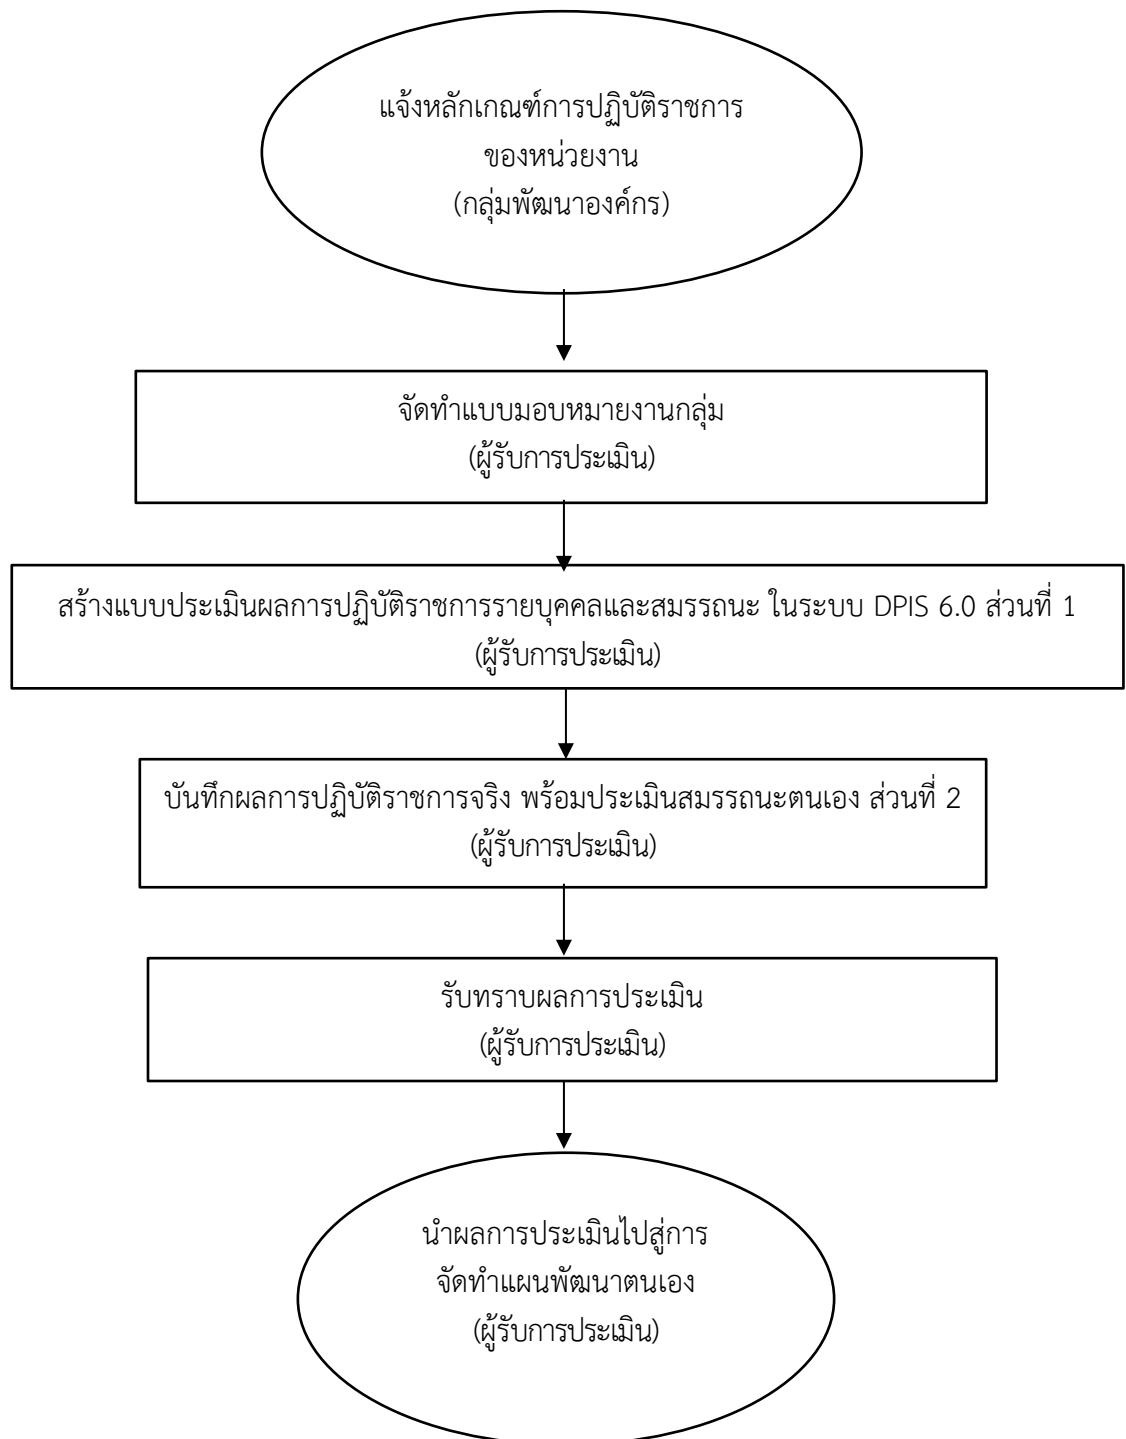 แจ้งหลักเกณฑ์การปฏิบัติราชการ
ของหน่วยงาน
(กลุ่มพัฒนาองค์กร)
จัดทำแบบมอบหมายงานกลุ่ม
(ผู้รับการประเมิน)
สร้างแบบประเมินผลการปฏิบัติราชการรายบุคคลและสมรรถนะ ในระบบ DPIS 6.0 ส่วนที่ 1
(ผู้รับการประเมิน)
บันทึกผลการปฏิบัติราชการจริง พร้อมประเมินสมรรถนะตนเอง ส่วนที่ 2
(ผู้รับการประเมิน)
รับทราบผลการประเมิน
(ผู้รับการประเมิน)
นำผลการประเมินไปสู่การ
จัดทำแผนพัฒนาตนเอง
(ผู้รับการประเมิน)